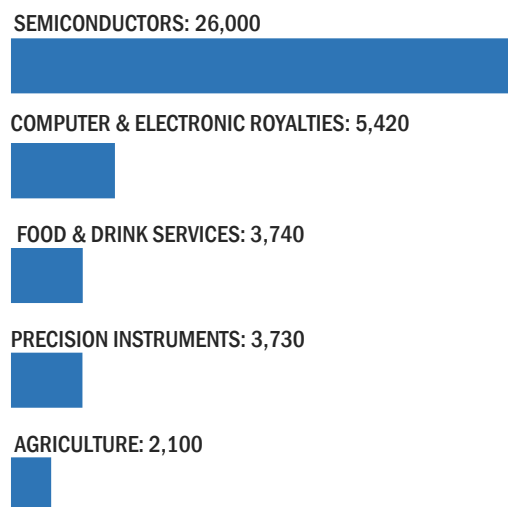 SEMICONDUCTORS: 26,000
COMPUTER & ELECTRONIC ROYALTIES: 5,420
FOOD & DRINK SERVICES: 3,740
PRECISION INSTRUMENTS: 3,730
AGRICULTURE: 2,100